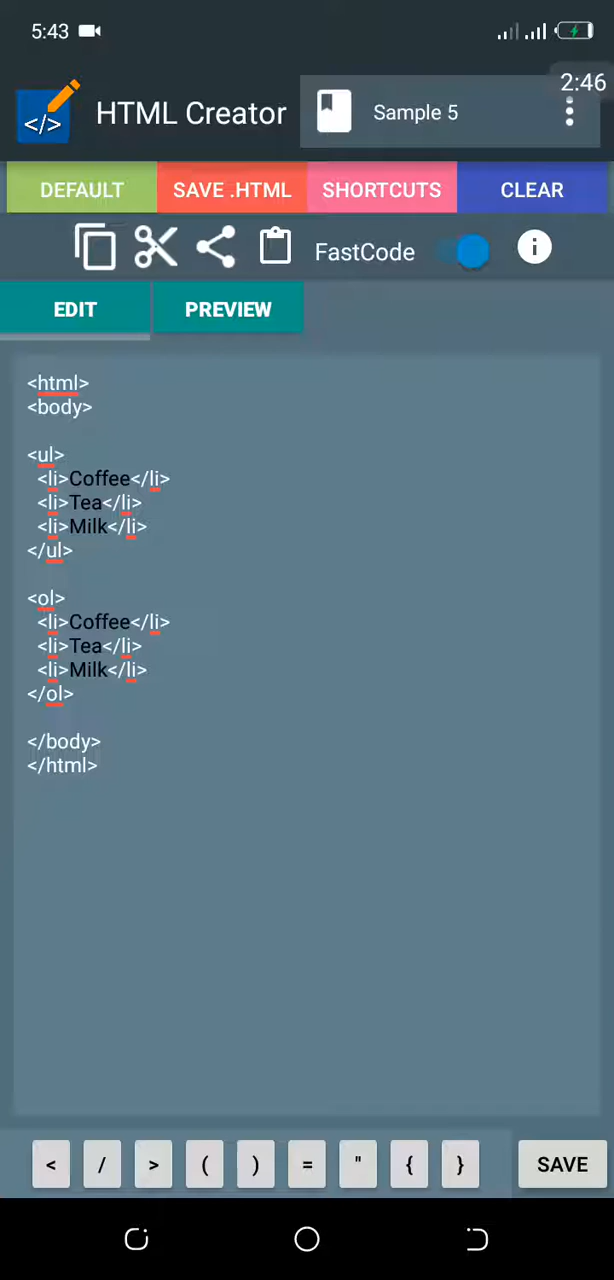 5:43
2:46
</> HTML Creator Sample 5
DEFAULT SAVE .HTML SHORTCUTS CLEAR
FastCode i
EDIT PREVIEW
<html>
<body>
<ul>
<li>Coffee</li>
<li>Tea</li>
<li>Milk</li>
</ul>
<ol>
<li>Coffee</li>
<li>Tea</li>
<li>Milk</li>
</ol>
</body>
</html>
< / > ( ) = " { } SAVE